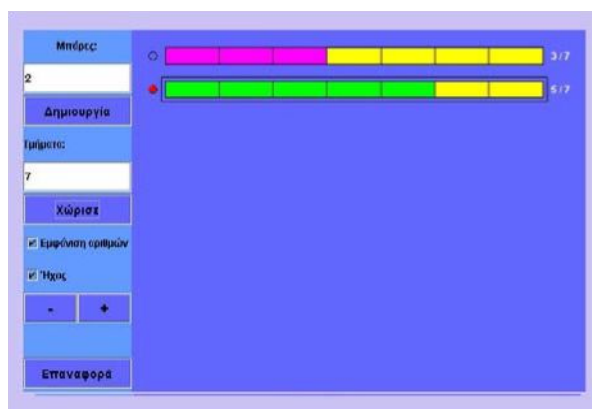 Μπάρες:
2
Δημιουργία
Τμήματα:
7
Χώρισε
Εμφάνιση αριθμών
Ήχος
- +
Επαναφορά
3/7
5/7